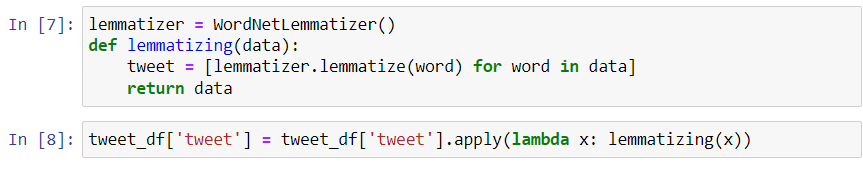 In [7]: lemmatizer = WordNetLemmatizer()
def lemmatizing(data):
    tweet = [lemmatizer.lemmatize(word) for word in data]
    return data
In [8]: tweet_df['tweet'] = tweet_df['tweet'].apply(lambda x: lemmatizing(x))